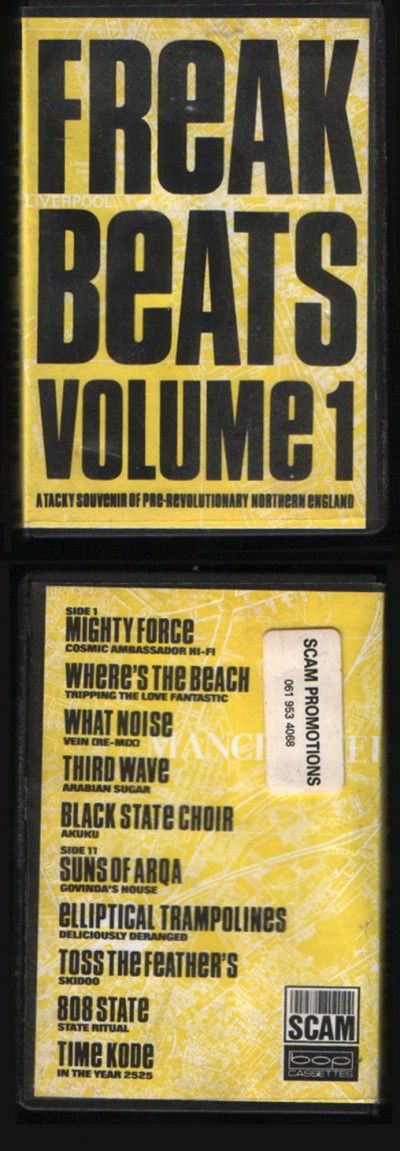 FReAK
LIVERPOOL
BeATS
VOLUMe 1
A TACKY SOUVENIR OF PRe-ReVOLUTIONARY NORTHERN ENGLAND
SIDE 1
MIGHTY FORCe
COSMIC AMBASSADOR HI-FI
WHeRe'S THe BeACH
TRIPPING THE LOVE FANTASTIC
WHAT NOISe
VEIN (RE-MIX)
THIRD WAVe
ARABIAN SUGAR
BLACK STATe CHOIR
AKUKU
SIDE 11
SUNS OF ARQA
GOVINDA'S HOUSE
eLLIPTICAL TRAMPOLINeS
DELICIOUSLY DERANGED
TOSS THe FeATHeR'S
SKIDOO
808 STATe
STATE RITUAL
TIMe KODe
IN THE YEAR 2525
SCAM PROMOTIONS
061 953 4068
SCAM
bop
CASSETTES